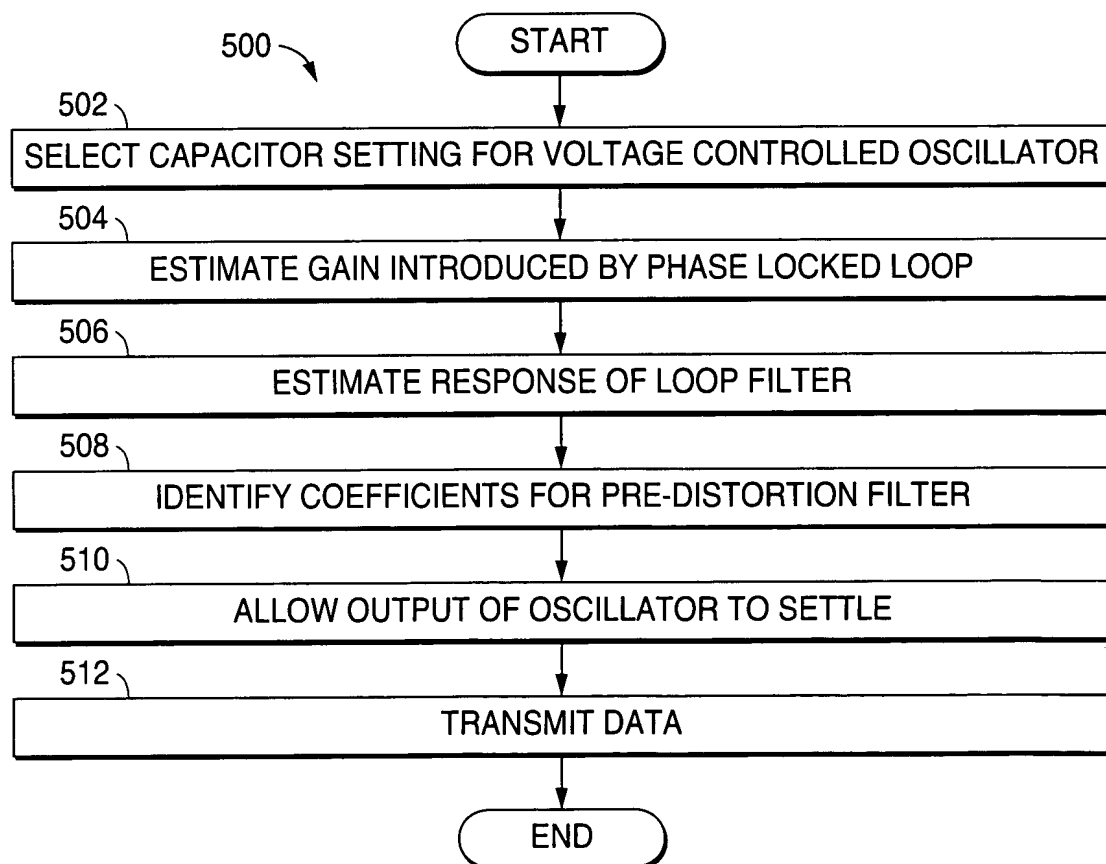 START
500
502
SELECT CAPACITOR SETTING FOR VOLTAGE CONTROLLED OSCILLATOR
504
ESTIMATE GAIN INTRODUCED BY PHASE LOCKED LOOP
506
ESTIMATE RESPONSE OF LOOP FILTER
508
IDENTIFY COEFFICIENTS FOR PRE-DISTORTION FILTER
510
ALLOW OUTPUT OF OSCILLATOR TO SETTLE
512
TRANSMIT DATA
END